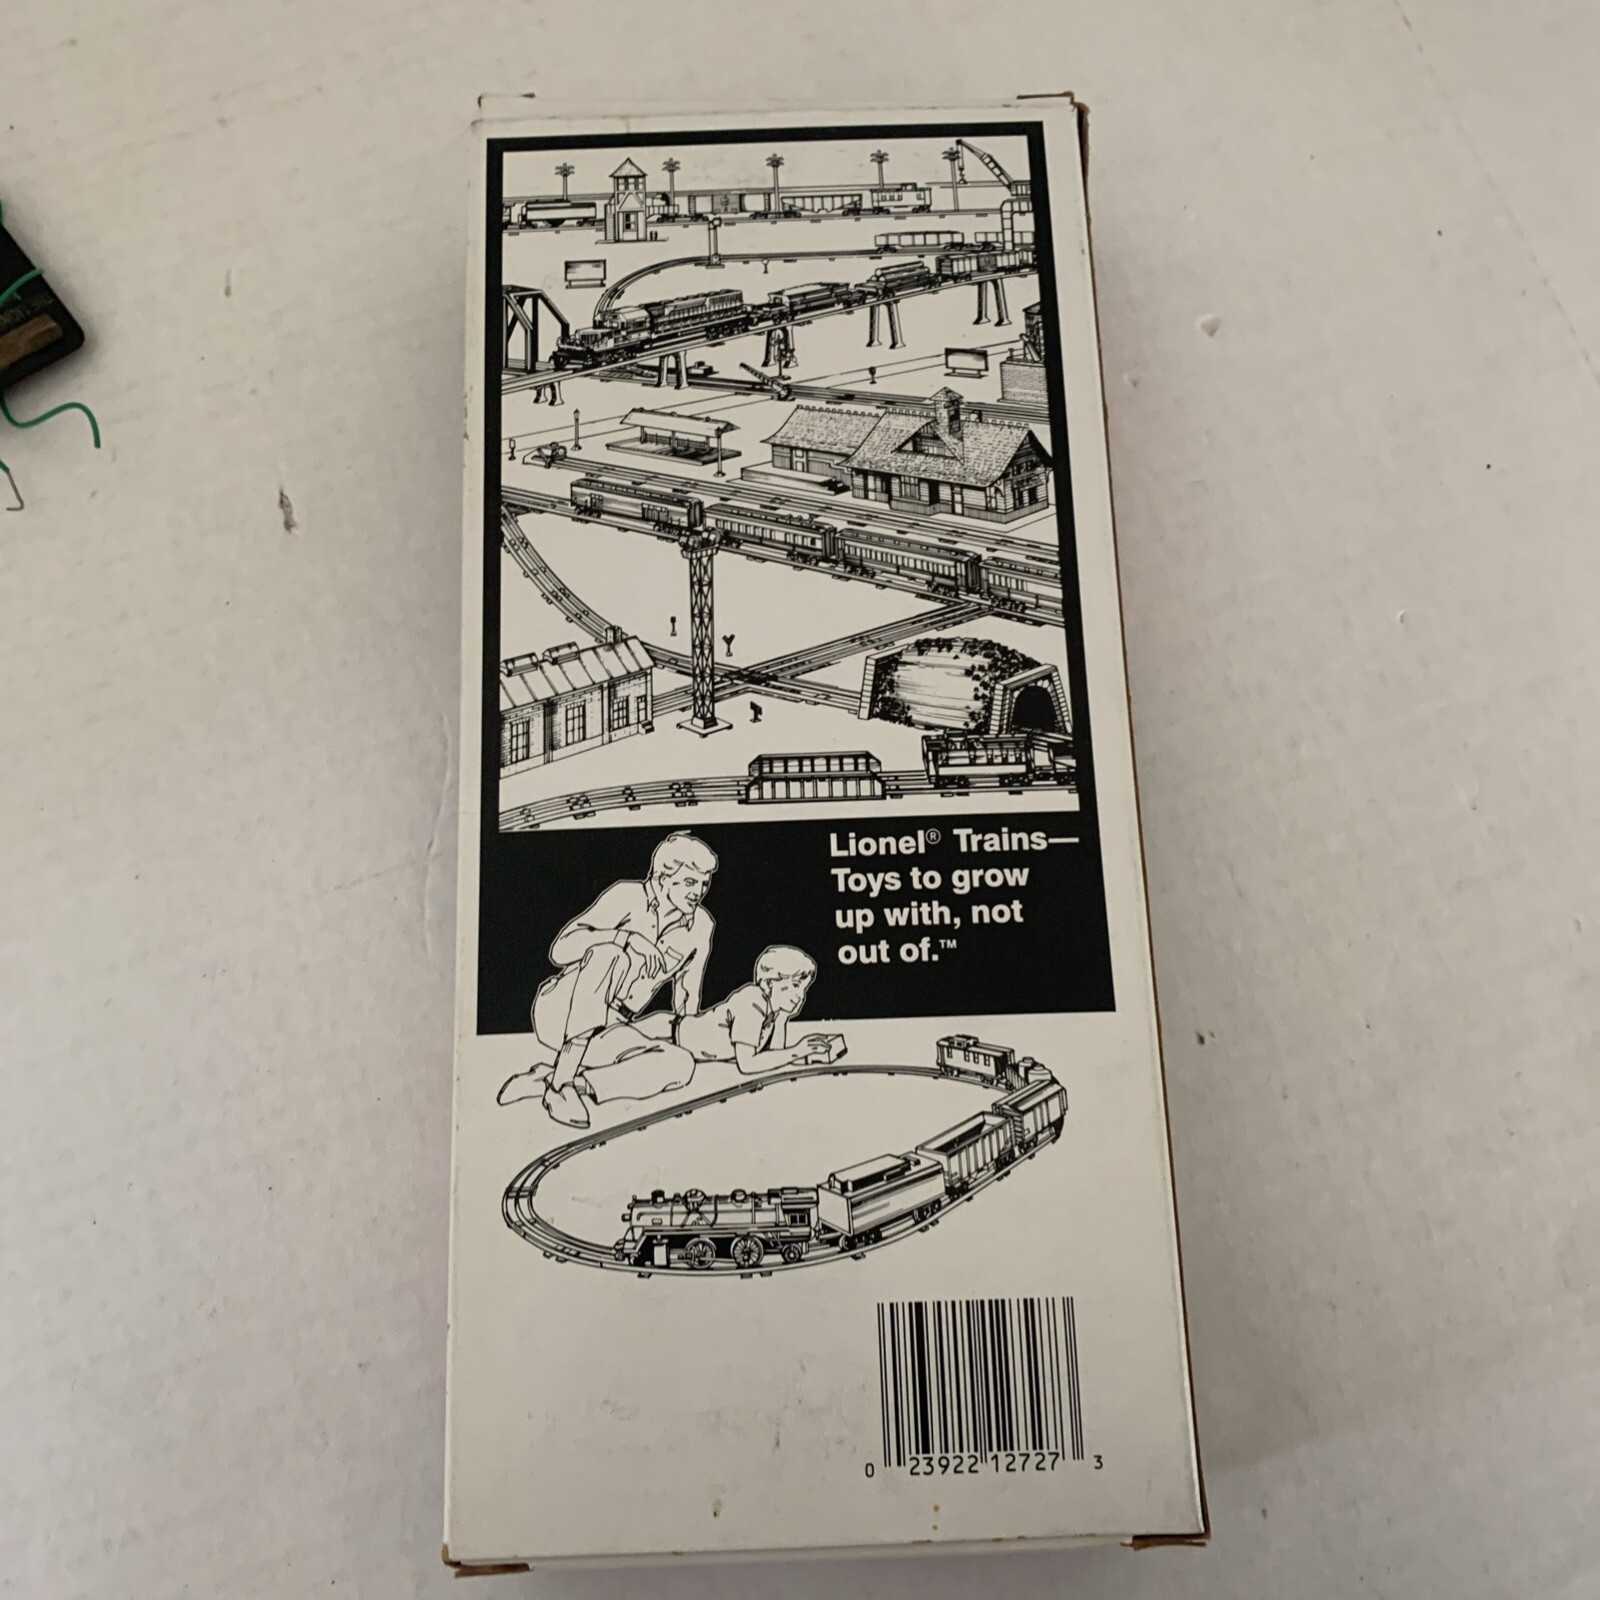 Lionel® Trains—
Toys to grow
up with, not
out of.™
0 23922 12727 3